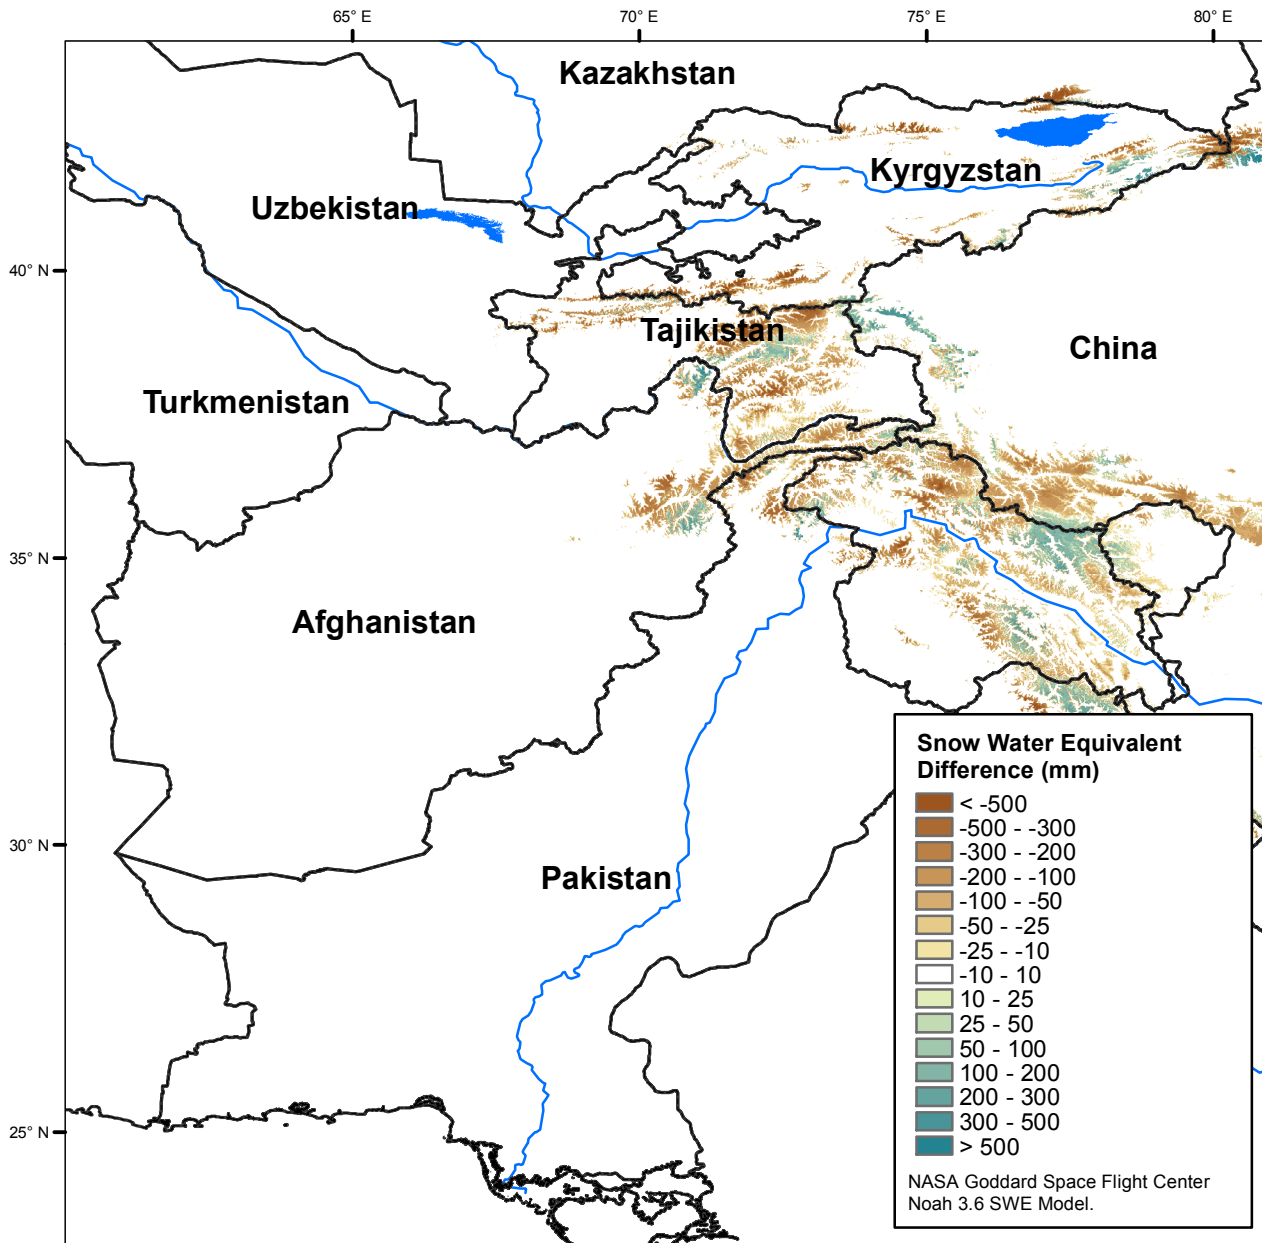 65° E
70° E
75° E
80° E
Kazakhstan
Kyrgyzstan
Uzbekistan
40° N
Tajikistan
China
Turkmenistan
35° N
Afghanistan
Snow Water Equivalent
Difference (mm)
< -500
-500 - -300
-300 - -200
-200 - -100
-100 - -50
-50 - -25
-25 - -10
-10 - 10
10 - 25
25 - 50
50 - 100
100 - 200
200 - 300
300 - 500
> 500
30° N
Pakistan
25° N
NASA Goddard Space Flight Center
Noah 3.6 SWE Model.